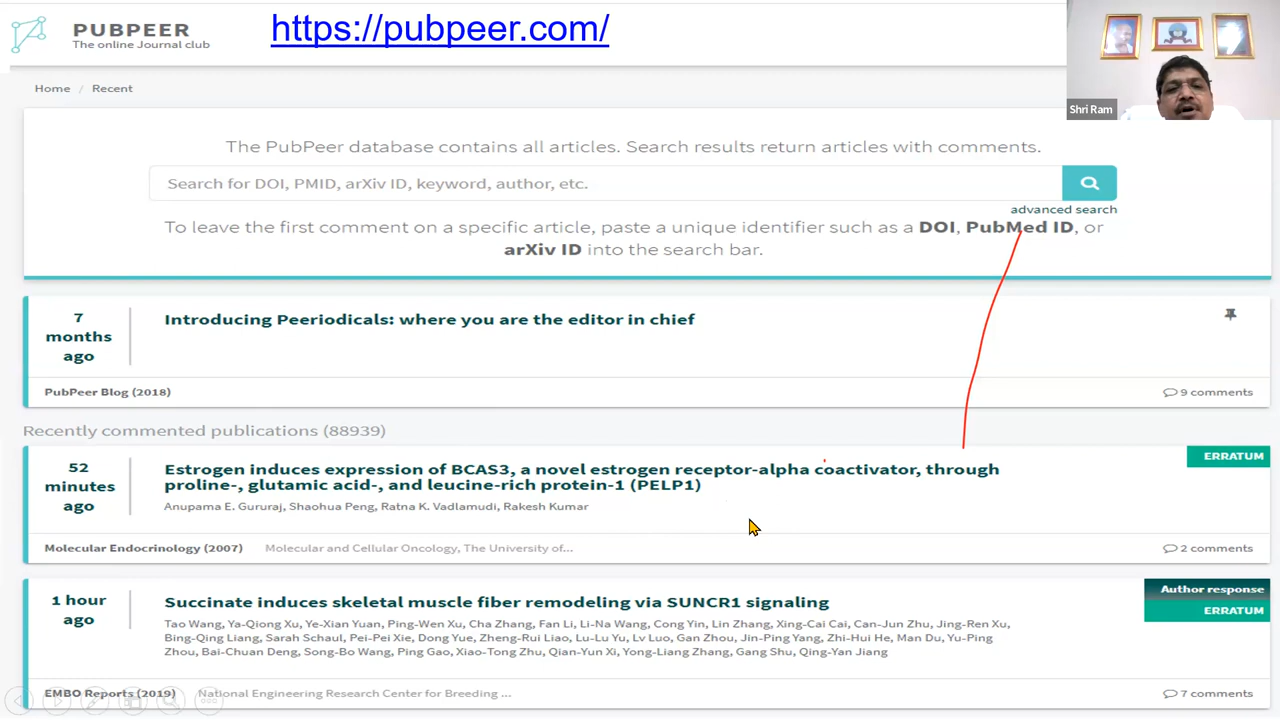 PUBPEER
The online Journal club
https://pubpeer.com/
Shri Ram
Home / Recent
The PubPeer database contains all articles. Search results return articles with comments.
Search for DOI, PMID, arXiv ID, keyword, author, etc.
advanced search
To leave the first comment on a specific article, paste a unique identifier such as a DOI, PubMed ID, or
arXiv ID into the search bar.
7
months
ago
Introducing Peeriodicals: where you are the editor in chief
PubPeer Blog (2018)
9 comments
Recently commented publications (88939)
52
minutes
ago
Estrogen induces expression of BCAS3, a novel estrogen receptor-alpha coactivator, through
proline-, glutamic acid-, and leucine-rich protein-1 (PELP1)
ERRATUM
Anupama E. Gururaj, Shaohua Peng, Ratna K. Vadlamudi, Rakesh Kumar
Molecular Endocrinology (2007) Molecular and Cellular Oncology, The University of...
2 comments
1 hour
ago
Succinate induces skeletal muscle fiber remodeling via SUNCR1 signaling
Author response
ERRATUM
Tao Wang, Ya-Qiong Xu, Ye-Xian Yuan, Ping-Wen Xu, Cha Zhang, Fan Li, Li-Na Wang, Cong Yin, Lin Zhang, Xing-Cai Cai, Can-Jun Zhu, Jing-Ren Xu,
Bing-Qing Liang, Sarah Schaul, Pei-Pei Xie, Dong Yue, Zheng-Rui Liao, Lu-Lu Yu, Lv Luo, Gan Zhou, Jin-Ping Yang, Zhi-Hui He, Man Du, Yu-Ping
Zhou, Bai-Chuan Deng, Song-Bo Wang, Ping Gao, Xiao-Tong Zhu, Qian-Yun Xi, Yong-Liang Zhang, Gang Shu, Qing-Yan Jiang
EMBO Reports (2019) National Engineering Research Center for Breeding ...
7 comments